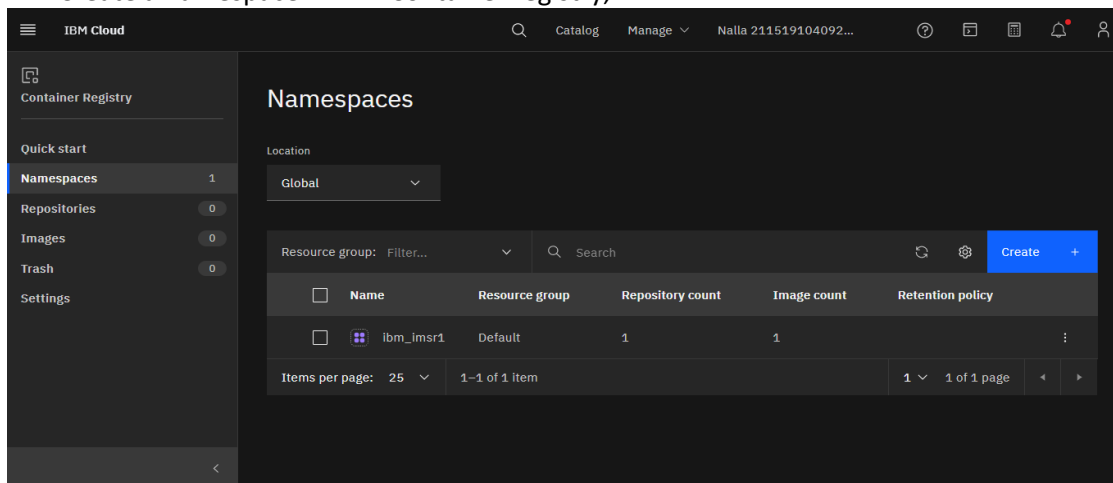 IBM Cloud
Catalog
Manage
Nalla 211519104092...
Container Registry
Quick start
Namespaces 1
Repositories 0
Images 0
Trash 0
Settings
Namespaces
Location
Global
Resource group: Filter...
Search
Create +
Name Resource group Repository count Image count Retention policy
ibm_imsr1 Default 1 1
Items per page: 25 1–1 of 1 item 1 1 of 1 page